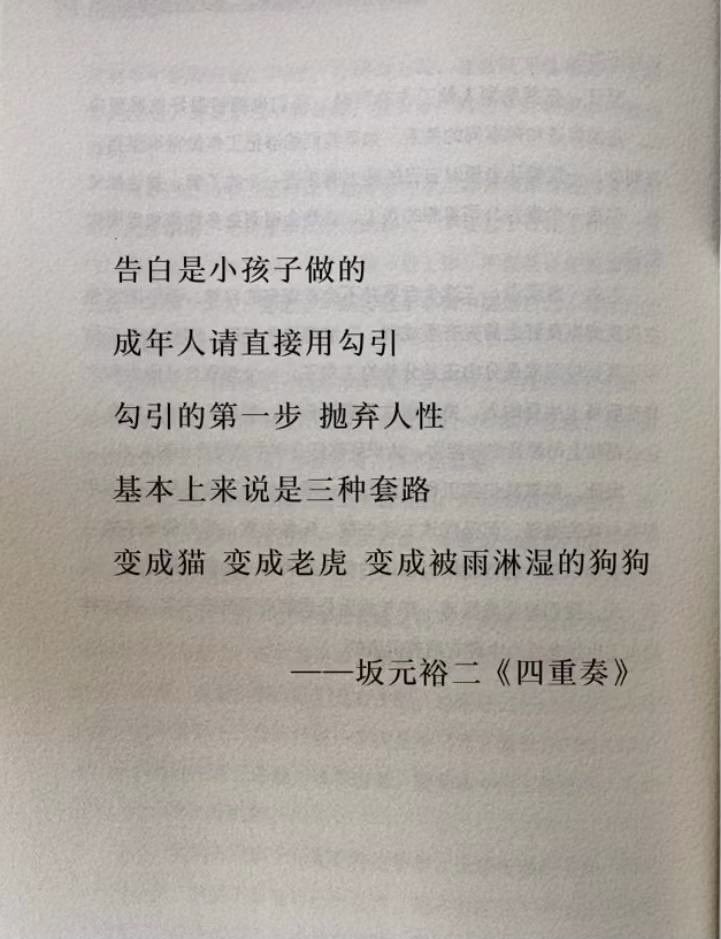 告白是小孩子做的
成年人请直接用勾引
勾引的第一步 抛弃人性
基本上来说是三种套路
变成猫 变成老虎 变成被雨淋湿的狗狗
——坂元裕二《四重奏》